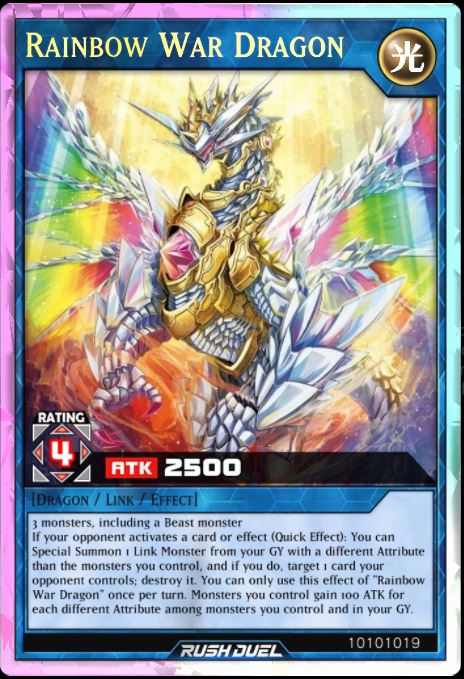 Rainbow War Dragon
光
RATING
4
ATK 2500
[Dragon / Link / Effect]
3 monsters, including a Beast monster
If your opponent activates a card or effect (Quick Effect): You can
Special Summon 1 Link Monster from your GY with a different Attribute
than the monsters you control, and if you do, target 1 card your
opponent controls; destroy it. You can only use this effect of "Rainbow
War Dragon" once per turn. Monsters you control gain 100 ATK for
each different Attribute among monsters you control and in your GY.
RUSH DUEL
10101019